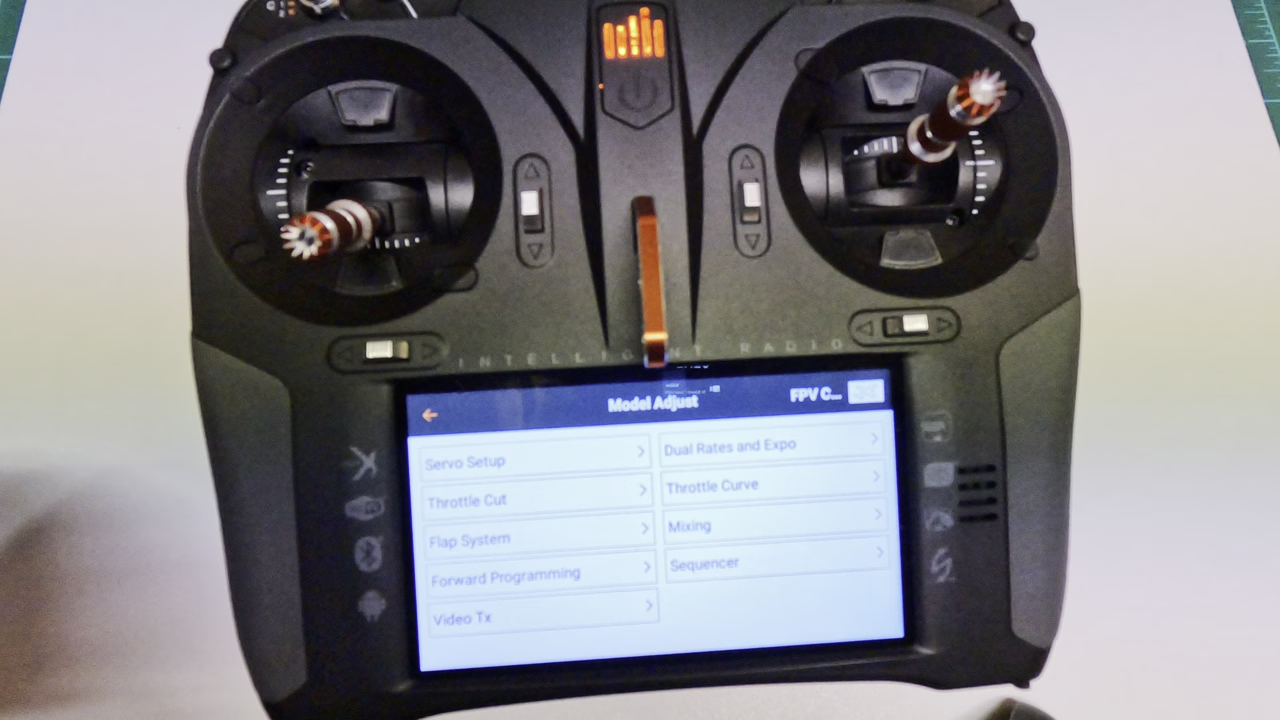 INTELLIGENT RADIO
Model Adjust
FPV C...
Servo Setup
Dual Rates and Expo
Throttle Cut
Throttle Curve
Flap System
Mixing
Forward Programming
Sequencer
Video Tx